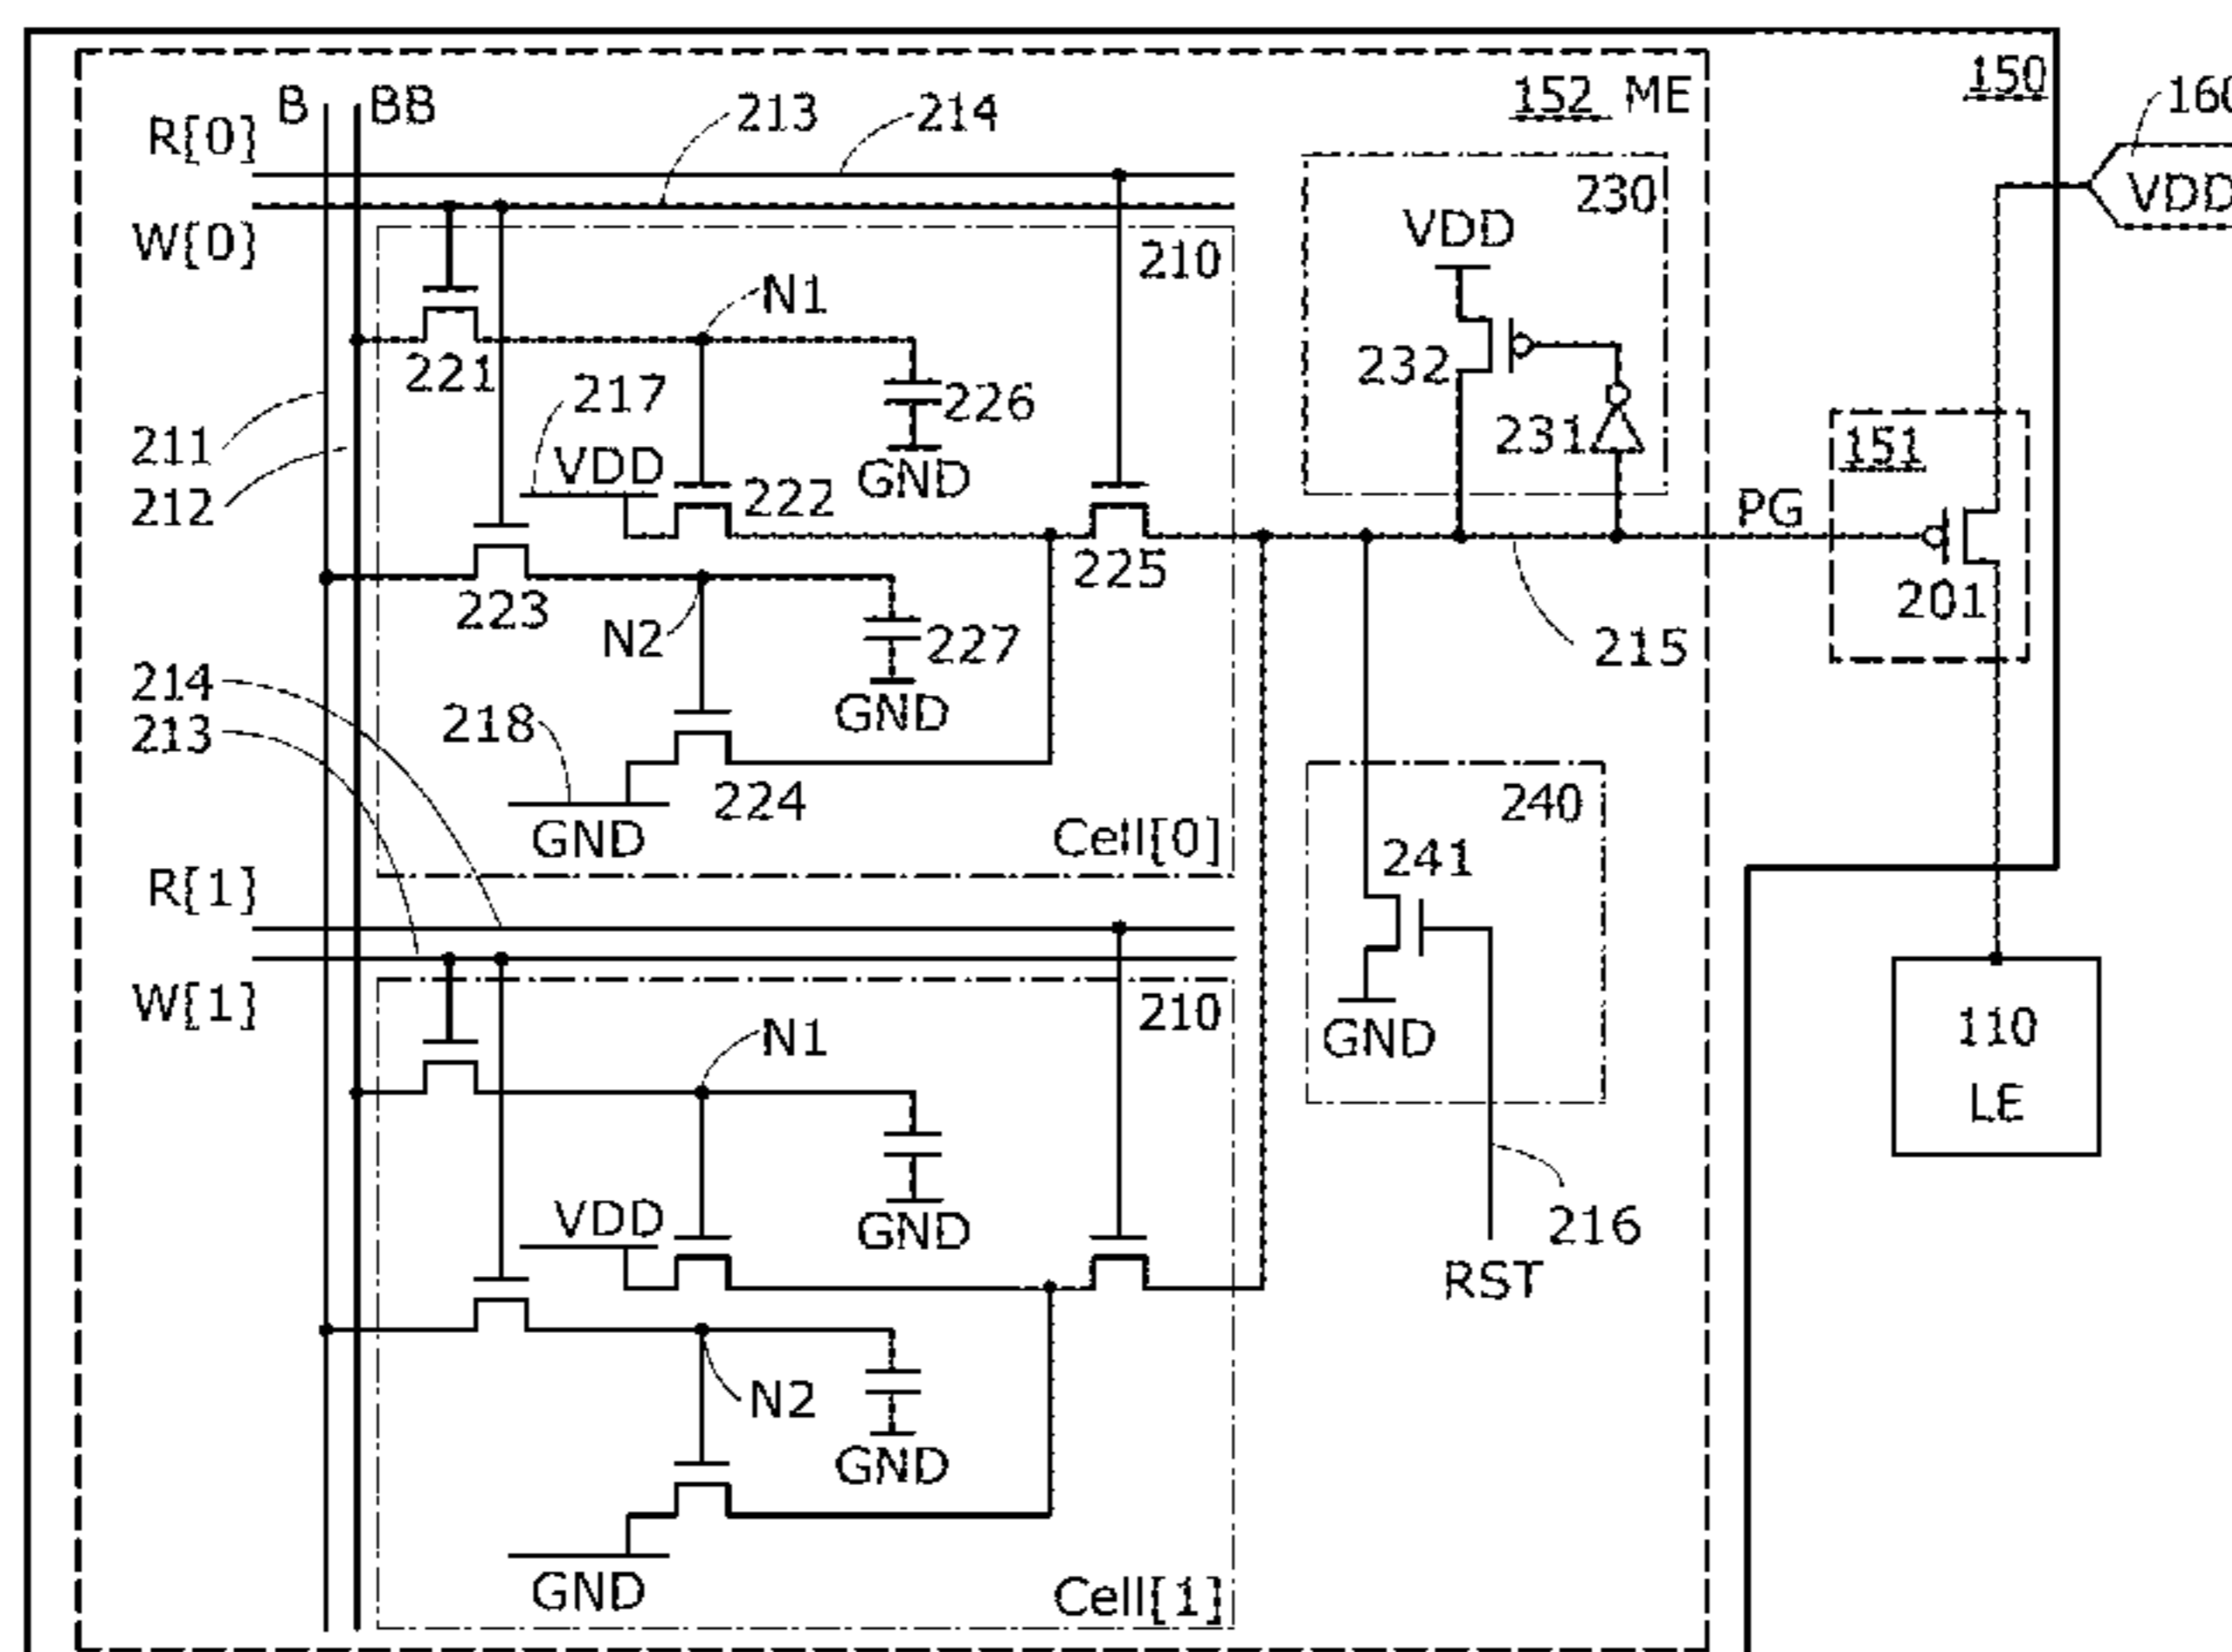 B BB
213
214
152 ME
150
160
R[0]
W[0]
230
VDD
VDD
210
N1
232
231
221
217
226
211
VDD
222
GND
151
212
PG
225
223
N2
227
201
215
214
213
218
GND
224
240
GND
Cell[0]
241
R[1]
W[1]
210
N1
GND
110
LE
VDD
GND
216
RST
N2
GND
GND
Cell[1]